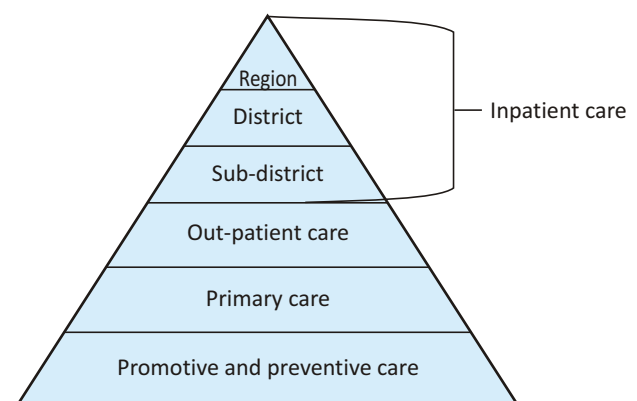 Region
District
Inpatient care
Sub-district
Out-patient care
Primary care
Promotive and preventive care